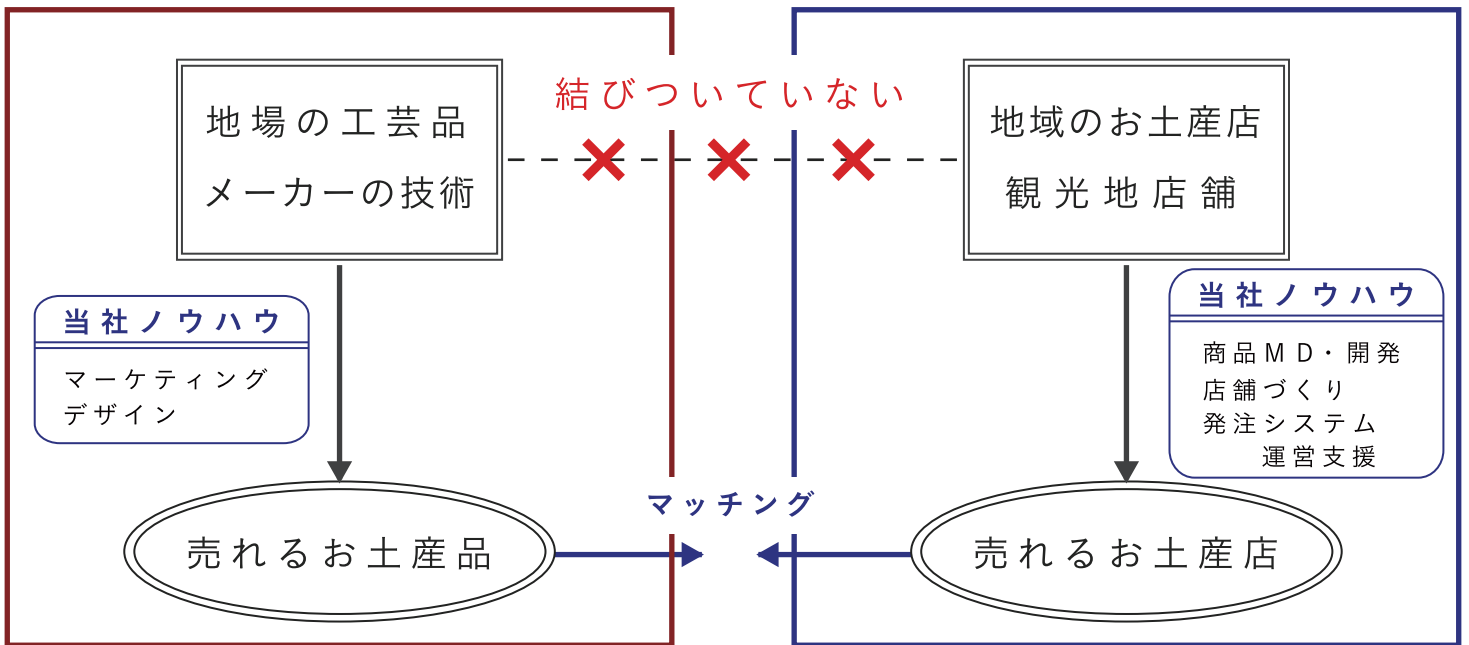 結びついていない
地場の工芸品
メーカーの技術
地域のお土産店
観光地店舗
当社ノウハウ
マーケティング
デザイン
当社ノウハウ
商品MD・開発
店舗づくり
発注システム
運営支援
マッチング
売れるお土産品
売れるお土産店